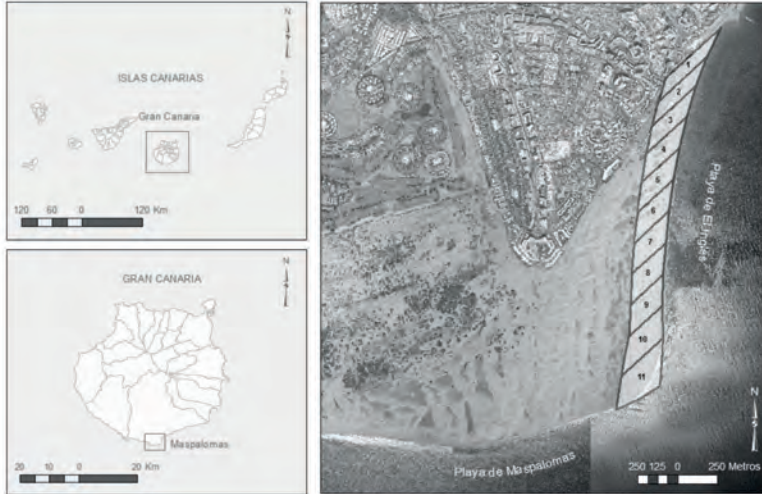 N
ISLAS CANARIAS
Gran Canaria
120 60 0 120 Km
GRAN CANARIA
N
Maspalomas
20 10 0 20 Km
1
2
3
4
5
6
7
8
9
10
11
Playa de El Inglés
Playa de Maspalomas
N
250 125 0 250 Metros